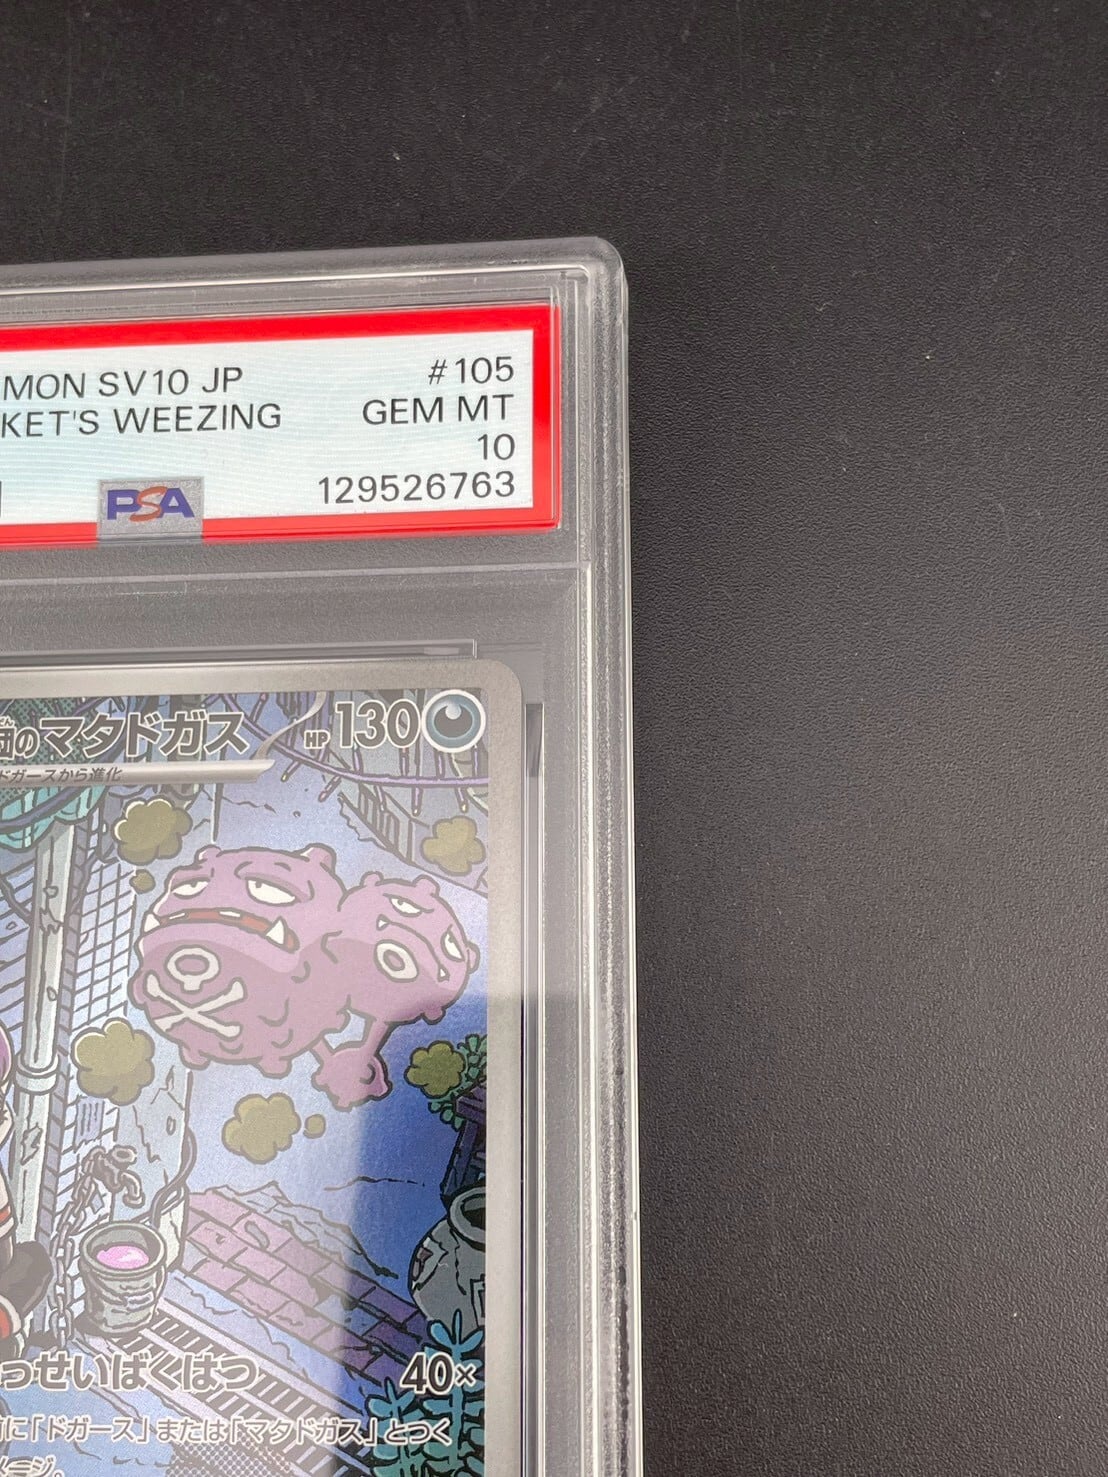 MON SV10 JP #105
KET'S WEEZING GEM MT
10
PSA 129526763
団のマタドガス HP 130
ドガースから進化
っせいばくはつ 40×
前に「ドガース」または「マタドガス」とつく
メージ。